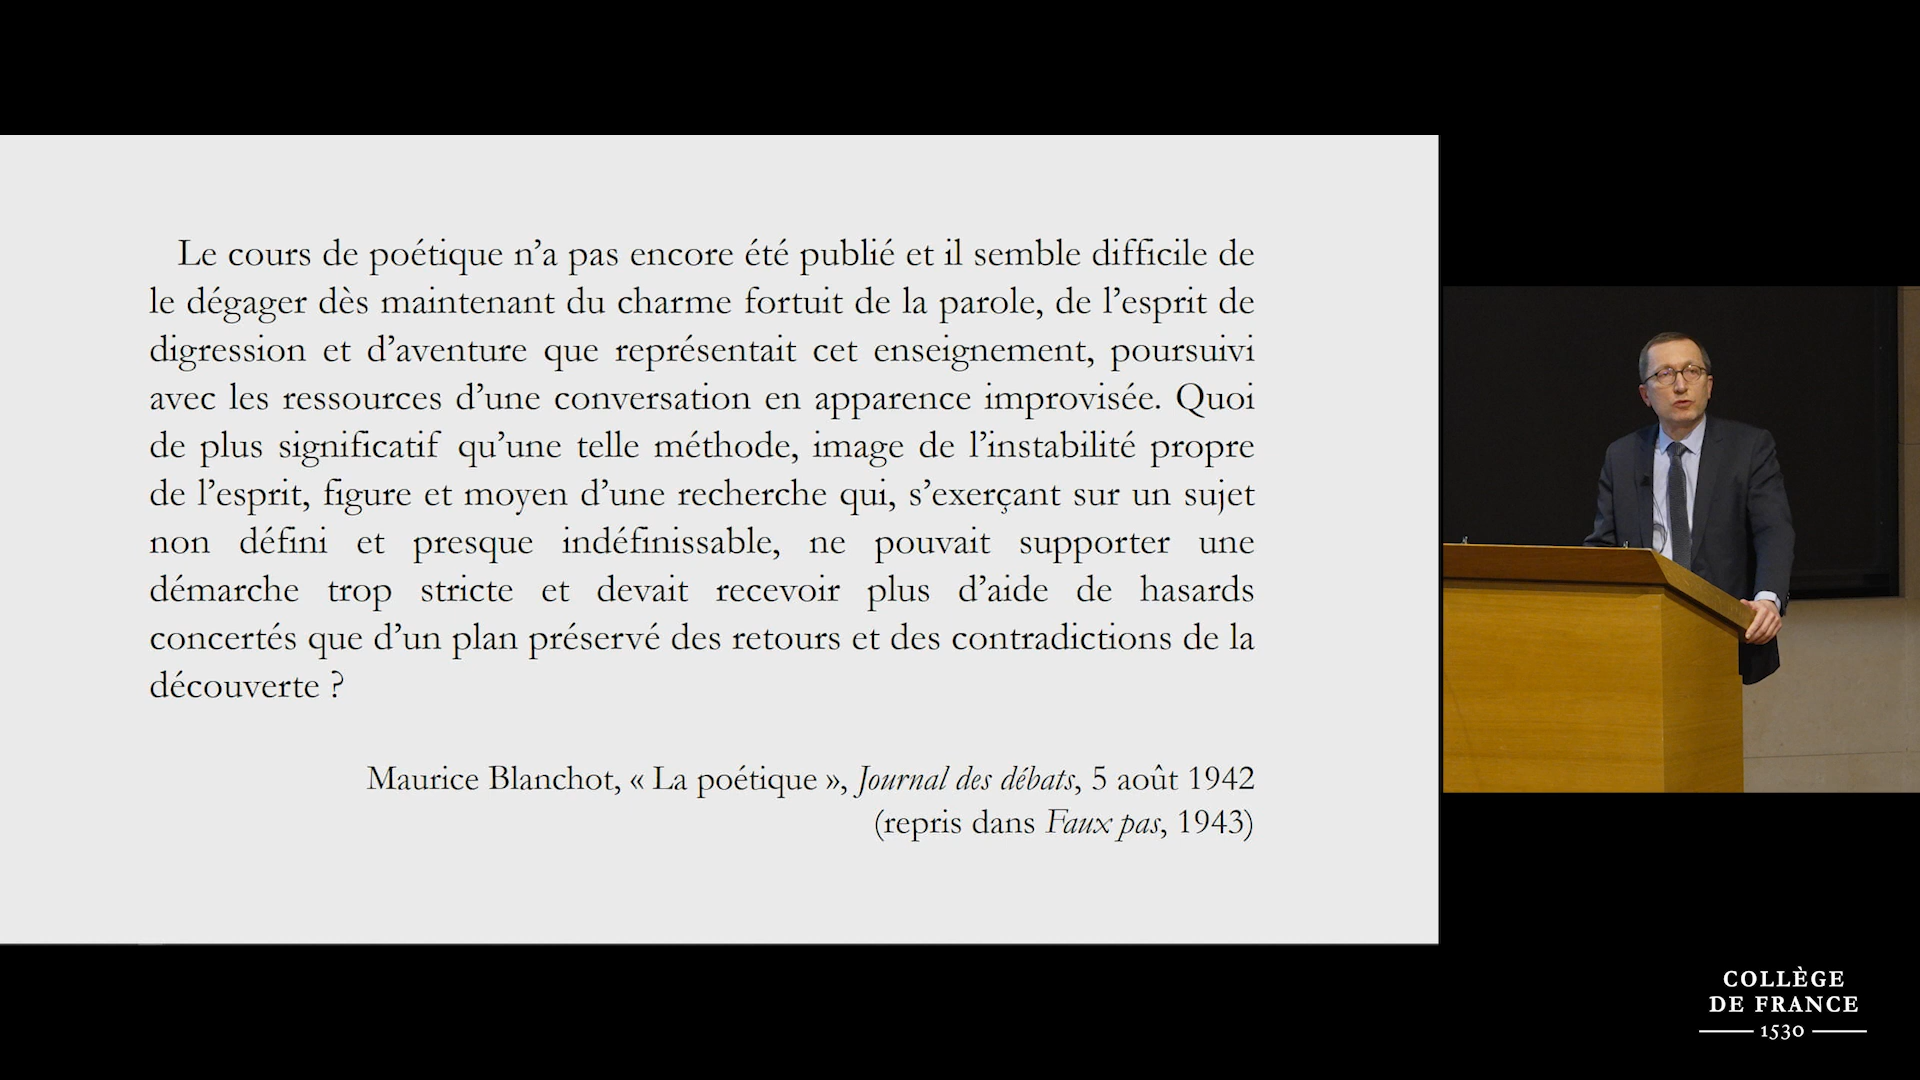 Le cours de poétique n’a pas encore été publié et il semble difficile de
le dégager dès maintenant du charme fortuit de la parole, de l’esprit de
digression et d’aventure que représentait cet enseignement, poursuivi
avec les ressources d’une conversation en apparence improvisée. Quoi
de plus significatif qu’une telle méthode, image de l’instabilité propre
de l’esprit, figure et moyen d’une recherche qui, s’exerçant sur un sujet
non défini et presque indéfinissable, ne pouvait supporter une
démarche trop stricte et devait recevoir plus d’aide de hasards
concertés que d’un plan préservé des retours et des contradictions de la
découverte ?
Maurice Blanchot, « La poétique », Journal des débats, 5 août 1942
(repris dans Faux pas, 1943)
COLLÈGE
DE FRANCE
1530